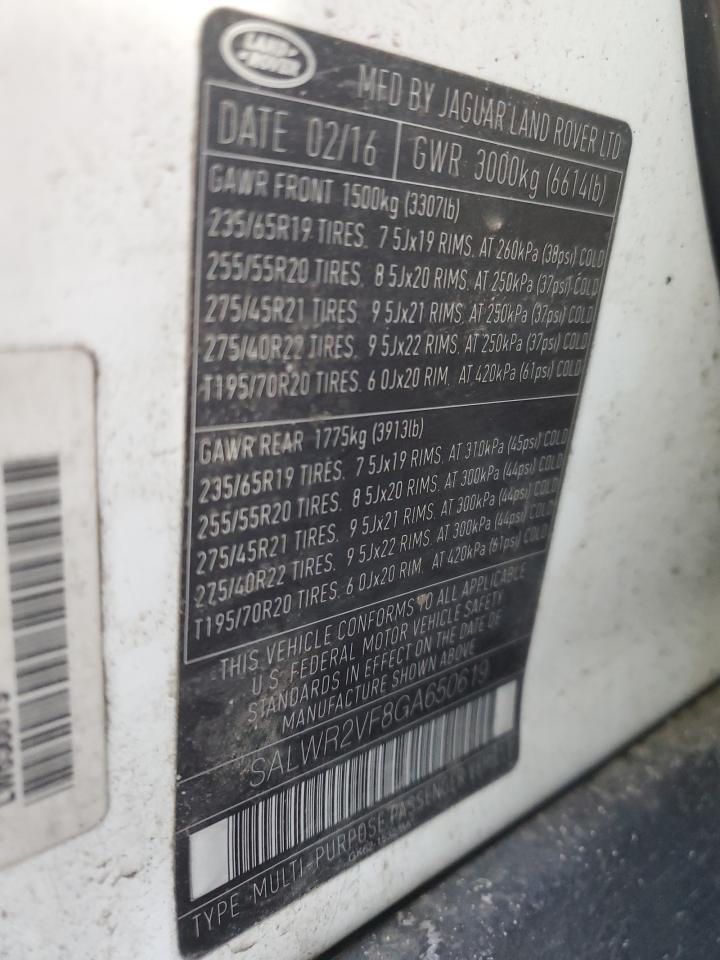 LAND
ROVER
MFD BY JAGUAR LAND ROVER LTD
DATE 02/16 GWR 3000kg (6614lb)
GAWR FRONT 1500kg (3307lb)
235/65R19 TIRES. 7 5Jx19 RIMS. AT 260kPa (38psi) COLD
255/55R20 TIRES. 8 5Jx20 RIMS. AT 250kPa (37psi) COLD
275/45R21 TIRES. 9 5Jx21 RIMS. AT 250kPa (37psi) COLD
275/40R22 TIRES. 9 5Jx22 RIMS. AT 250kPa (37psi) COLD
T195/70R20 TIRES. 6 0Jx20 RIM. AT 420kPa (61psi) COLD
GAWR REAR 1775kg (3913lb)
235/65R19 TIRES. 7 5Jx19 RIMS. AT 310kPa (45psi) COLD
255/55R20 TIRES. 8 5Jx20 RIMS. AT 300kPa (44psi) COLD
275/45R21 TIRES. 9 5Jx21 RIMS. AT 300kPa (44psi) COLD
275/40R22 TIRES. 9 5Jx22 RIMS. AT 300kPa (44psi) COLD
T195/70R20 TIRES. 6 0Jx20 RIM. AT 420kPa (61psi) COLD
THIS VEHICLE CONFORMS TO ALL APPLICABLE
U.S. FEDERAL MOTOR VEHICLE SAFETY
STANDARDS IN EFFECT ON THE DATE OF
MANUFACTURE SHOWN ABOVE
SALWR2VF8GA650619
TYPE MULTI-PURPOSE PASSENGER